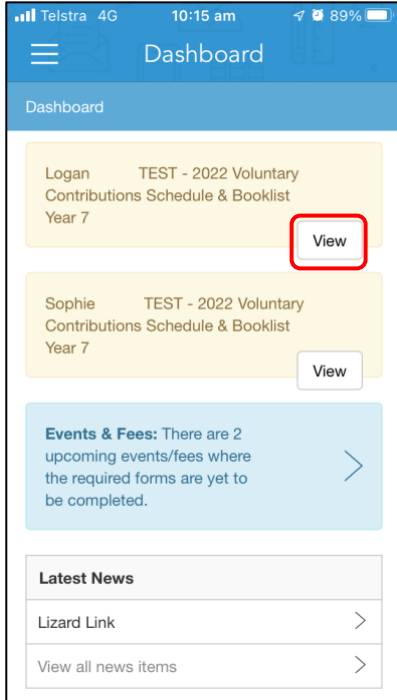 Telstra 4G 10:15 am 89%
Dashboard
Dashboard
Logan TEST - 2022 Voluntary
Contributions Schedule & Booklist
Year 7
View
Sophie TEST - 2022 Voluntary
Contributions Schedule & Booklist
Year 7
View
Events & Fees: There are 2
upcoming events/fees where
the required forms are yet to
be completed.
Latest News
Lizard Link
View all news items